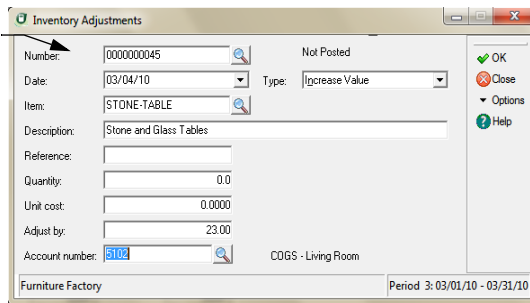 Inventory Adjustments
Number: 0000000045 Not Posted
Date: 03/04/10 Type: Increase Value
Item: STONE-TABLE
Description: Stone and Glass Tables
Reference:
Quantity: 0.0
Unit cost: 0.0000
Adjust by: 23.00
Account number: 5102 COGS - Living Room
OK
Close
Options
Help
Furniture Factory Period 3: 03/01/10 - 03/31/10